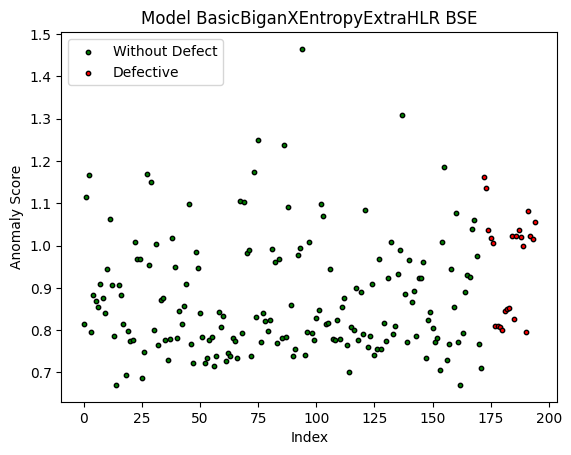 Model BasicBiganXEntropyExtraHLR BSE
Without Defect
Defective
Anomaly Score
1.5
1.4
1.3
1.2
1.1
1.0
0.9
0.8
0.7
0 25 50 75 100 125 150 175 200
Index